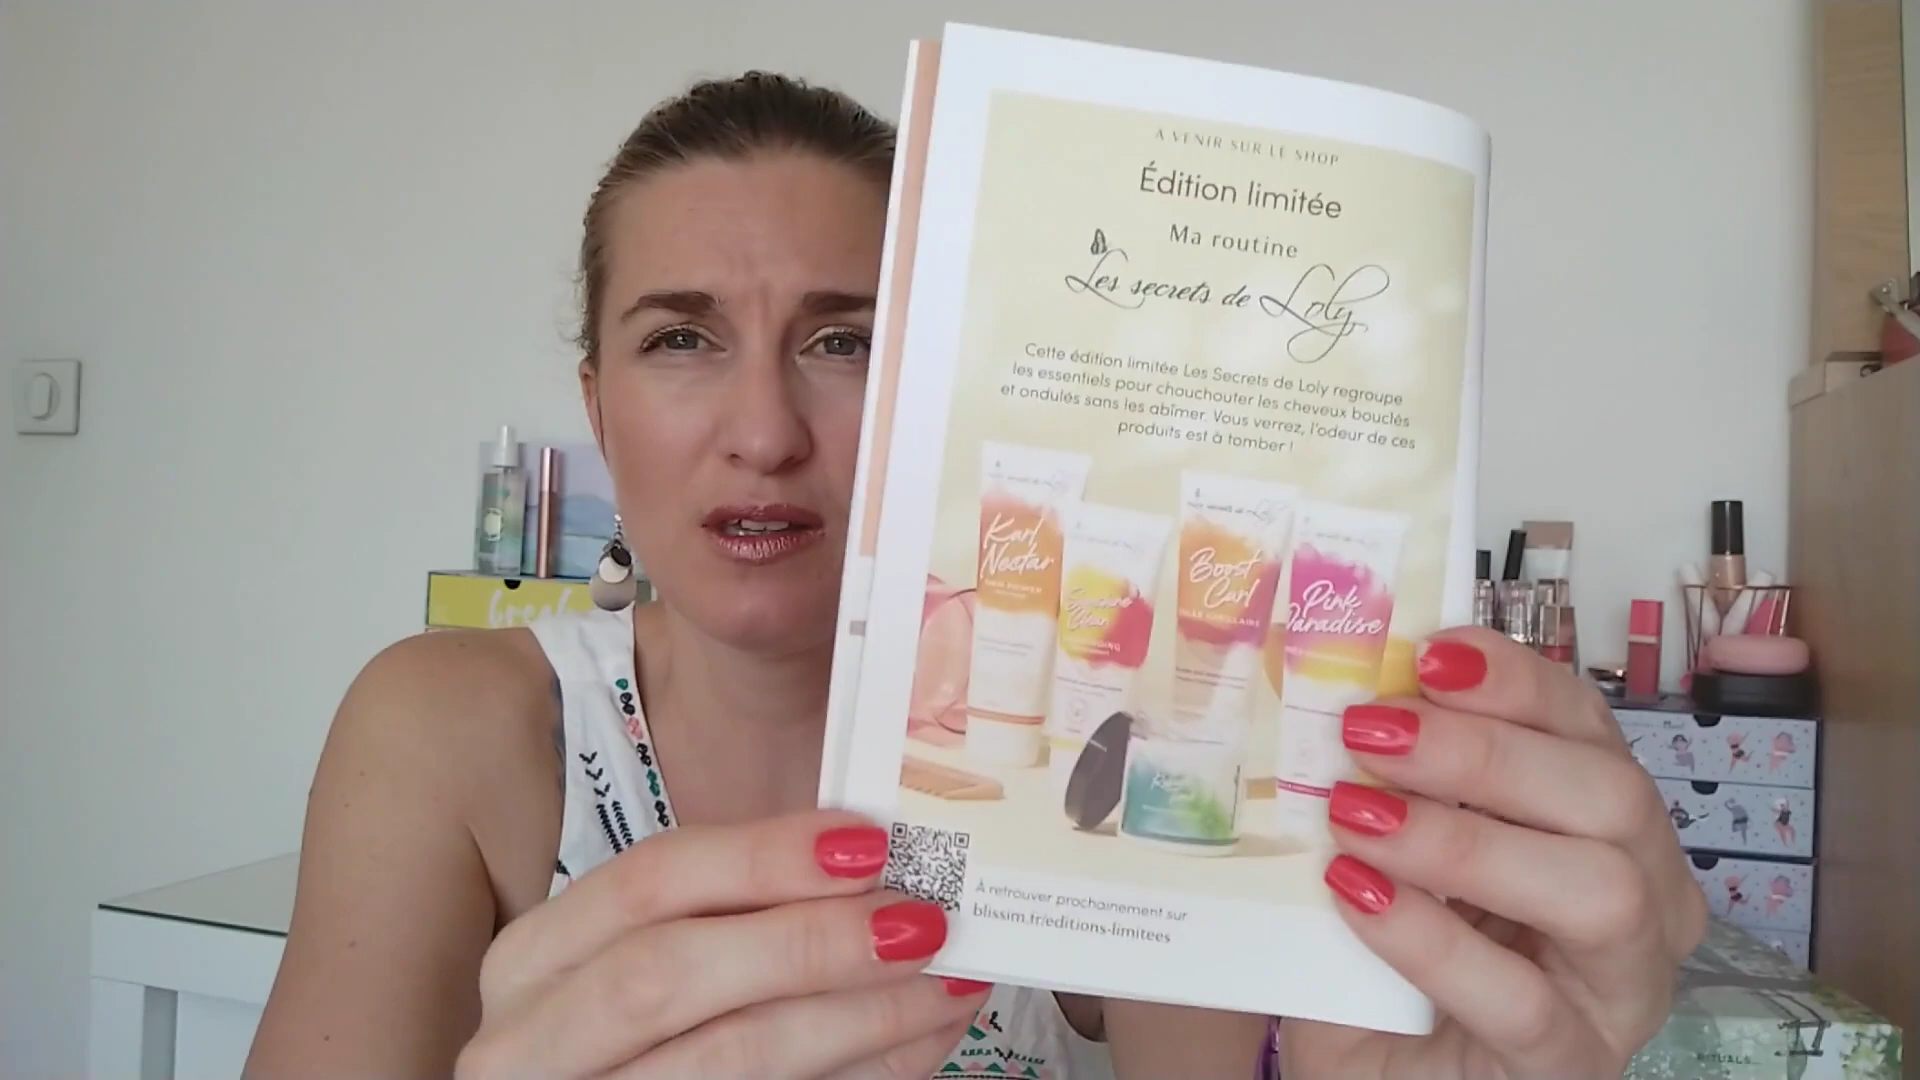 A VENIR SUR LE SHOP
Édition limitée
Ma routine
Les secrets de Loly
Cette édition limitée Les Secrets de Loly regroupe
les essentiels pour chouchouter les cheveux bouclés
et ondulés sans les abîmer. Vous verrez, l'odeur de ces
produits est à tomber !
Karl
Nectar
Boost
Curl
Pink
Paradise
Clean
À retrouver prochainement sur
blissim.fr/editions-limitees
RITUALS